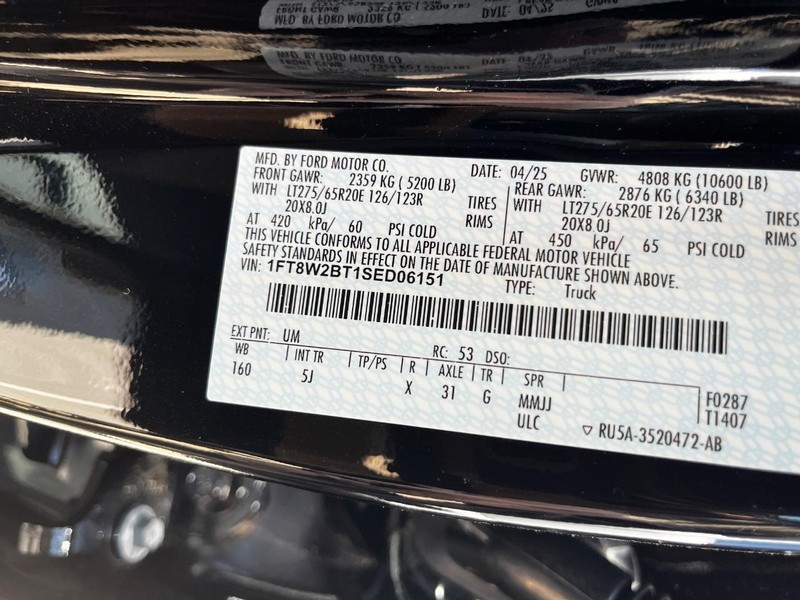 MFD. BY FORD MOTOR CO. DATE: 04/25 GVWR: 4808 KG (10600 LB)
FRONT GAWR: 2359 KG (5200 LB) REAR GAWR: 2876 KG (6340 LB)
WITH LT275/65R20E 126/123R TIRES WITH LT275/65R20E 126/123R TIRES
20X8.0J RIMS 20X8.0J RIMS
AT 420 kPa/ 60 PSI COLD AT 450 kPa/ 65 PSI COLD
THIS VEHICLE CONFORMS TO ALL APPLICABLE FEDERAL MOTOR VEHICLE
SAFETY STANDARDS IN EFFECT ON THE DATE OF MANUFACTURE SHOWN ABOVE.
VIN: 1FT8W2BT1SED06151 TYPE: Truck
EXT PNT: UM RC: 53 DSO:
WB INT TR TP/PS R AXLE TR SPR
160 5J X 31 G MMJJ F0287
ULC T1407
▽ RU5A-3520472-AB